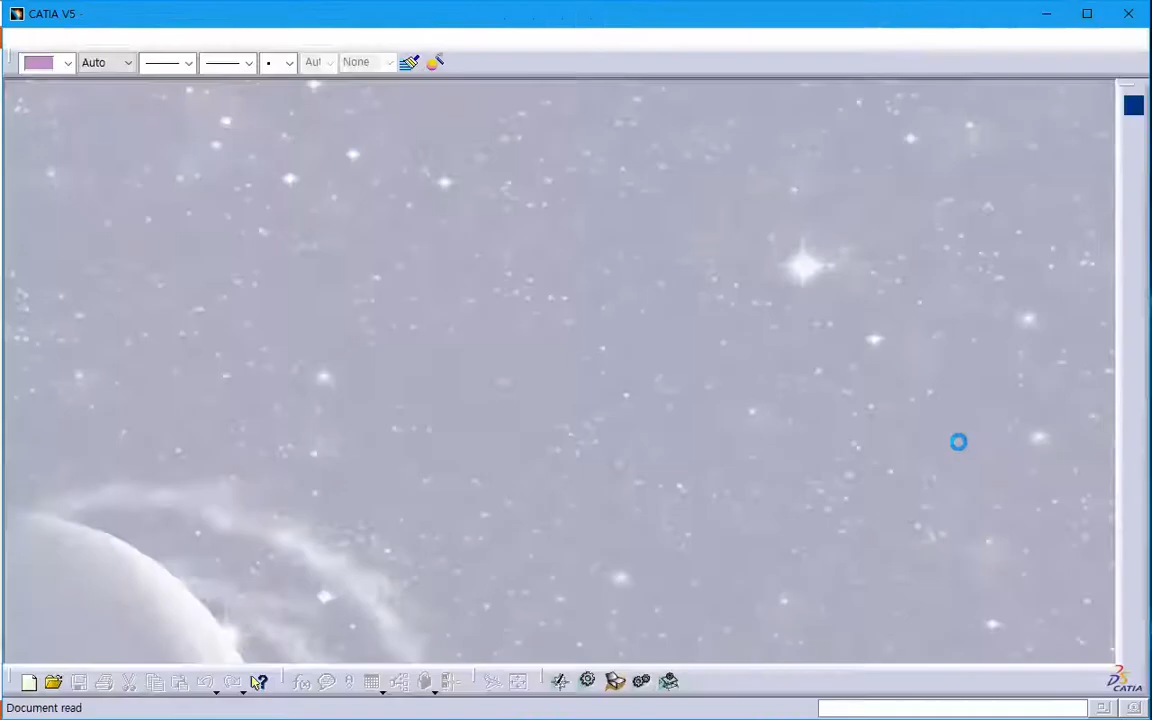 CATIA V5 -
Auto
Aut
None
f(x)
CATIA
Document read